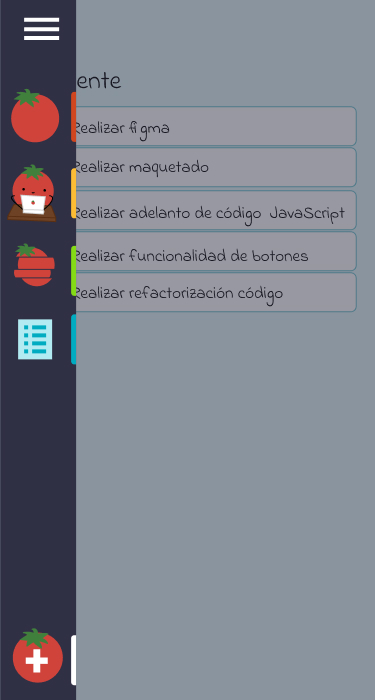 ente
Realizar figma
Realizar maquetado
Realizar adelanto de código JavaScript
Realizar funcionalidad de botones
Realizar refactorización código